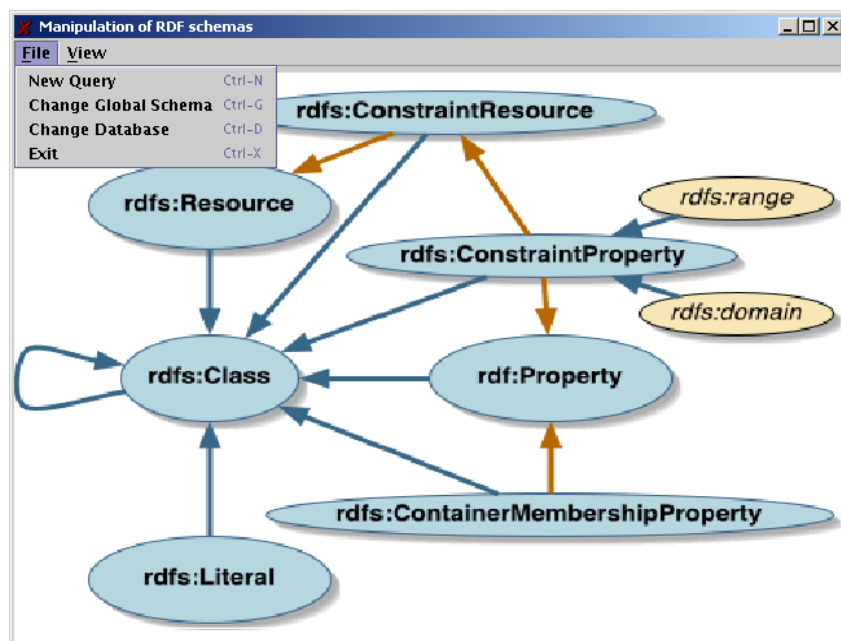 Manipulation of RDF schemas
File View
New Query Ctrl-N
Change Global Schema Ctrl-G
Change Database Ctrl-D
Exit Ctrl-X
rdfs:ConstraintResource
rdfs:Resource
rdfs:range
rdfs:ConstraintProperty
rdfs:domain
rdfs:Class
rdf:Property
rdfs:ContainerMembershipProperty
rdfs:Literal